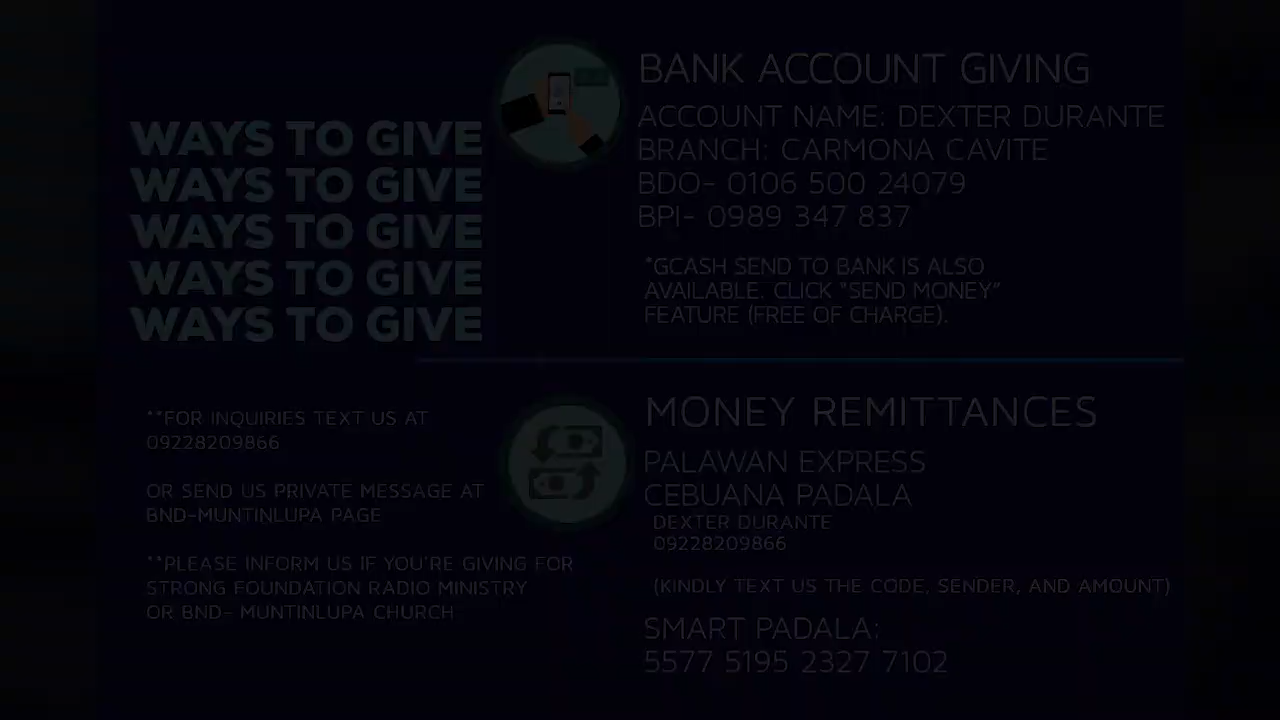 WAYS TO GIVE
WAYS TO GIVE
WAYS TO GIVE
WAYS TO GIVE
WAYS TO GIVE
BANK ACCOUNT GIVING
ACCOUNT NAME: DEXTER DURANTE
BRANCH: CARMONA CAVITE
BDO- 0106 500 24079
BPI- 0989 347 837
*GCASH SEND TO BANK IS ALSO
AVAILABLE. CLICK "SEND MONEY"
FEATURE (FREE OF CHARGE).
**FOR INQUIRIES TEXT US AT
09228209866
OR SEND US PRIVATE MESSAGE AT
BND-MUNTINLUPA PAGE
**PLEASE INFORM US IF YOU'RE GIVING FOR
STRONG FOUNDATION RADIO MINISTRY
OR BND- MUNTINLUPA CHURCH
MONEY REMITTANCES
PALAWAN EXPRESS
CEBUANA PADALA
DEXTER DURANTE
09228209866
(KINDLY TEXT US THE CODE, SENDER, AND AMOUNT)
SMART PADALA:
5577 5195 2327 7102